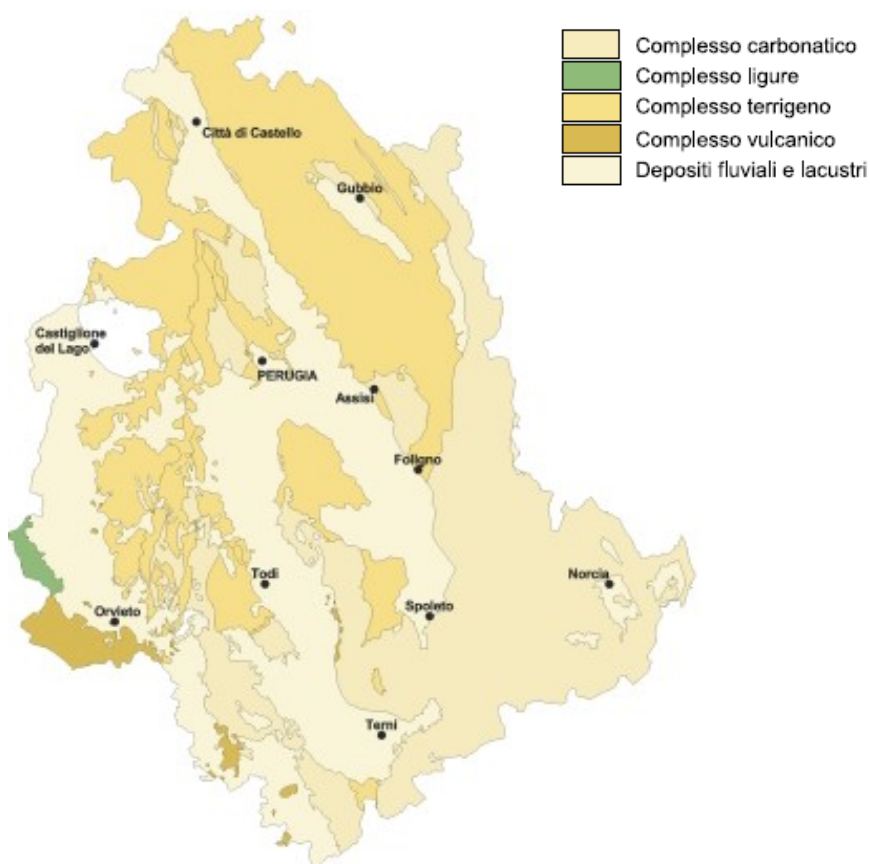 Complesso carbonatico
Complesso ligure
Complesso terrigeno
Complesso vulcanico
Depositi fluviali e lacustri
Città di Castello
Gubbio
Castiglione
del Lago
PERUGIA
Assisi
Foligno
Todi
Norcia
Orvieto
Spoleto
Terni